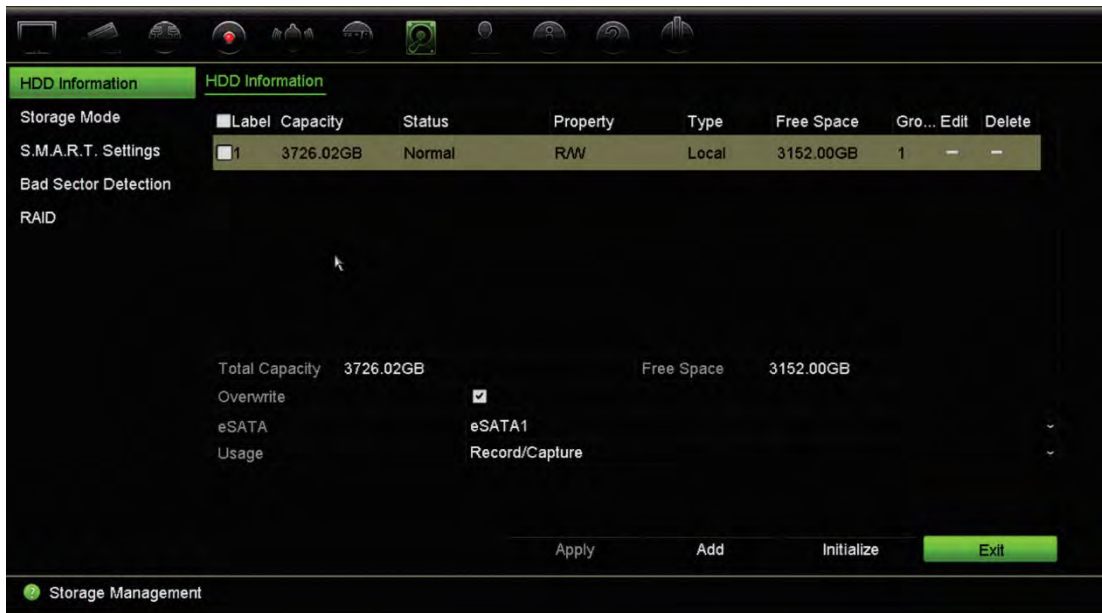 HDD Information
HDD Information
Storage Mode
Label Capacity Status Property Type Free Space Gro... Edit Delete
S.M.A.R.T. Settings
1 3726.02GB Normal R/W Local 3152.00GB 1 — —
Bad Sector Detection
RAID
Total Capacity 3726.02GB Free Space 3152.00GB
Overwrite
eSATA eSATA1
Usage Record/Capture
Apply Add Initialize Exit
? Storage Management